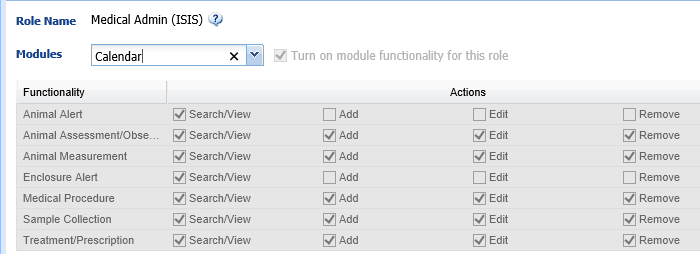 Role Name Medical Admin (ISIS) ?
Modules Calendar Turn on module functionality for this role
Functionality Actions
Animal Alert Search/View Add Edit Remove
Animal Assessment/Obse... Search/View Add Edit Remove
Animal Measurement Search/View Add Edit Remove
Enclosure Alert Search/View Add Edit Remove
Medical Procedure Search/View Add Edit Remove
Sample Collection Search/View Add Edit Remove
Treatment/Prescription Search/View Add Edit Remove